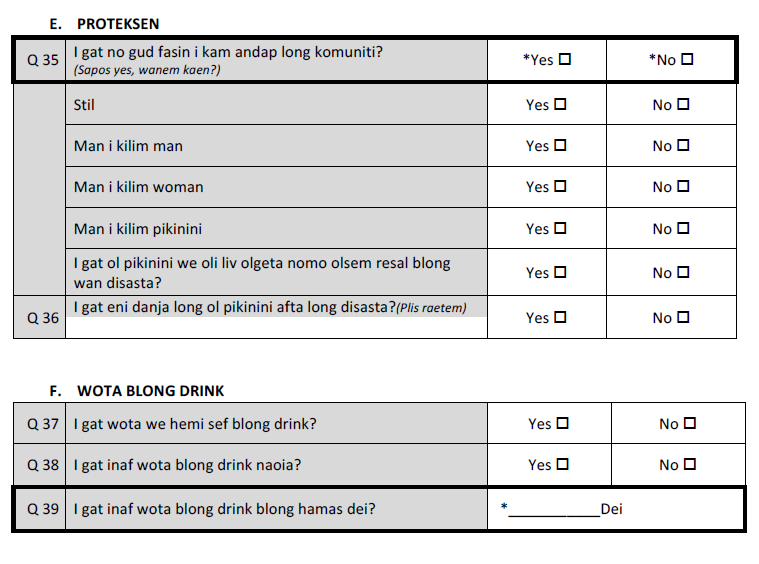 E. PROTEKSEN
Q 35 I gat no gud fasin i kam andap long komuniti? *Yes ☐ *No ☐
(Sapos yes, wanem kaen?)
Stil Yes ☐ No ☐
Man i kilim man Yes ☐ No ☐
Man i kilim woman Yes ☐ No ☐
Man i kilim pikinini Yes ☐ No ☐
I gat ol pikinini we oli liv olgeta nomo olsem resal blong
wan disasta? Yes ☐ No ☐
Q 36 I gat eni danja long ol pikinini afta long disasta?(Plis raetem) Yes ☐ No ☐
F. WOTA BLONG DRINK
Q 37 I gat wota we hemi sef blong drink? Yes ☐ No ☐
Q 38 I gat inaf wota blong drink naoia? Yes ☐ No ☐
Q 39 I gat inaf wota blong drink blong hamas dei? *___________Dei